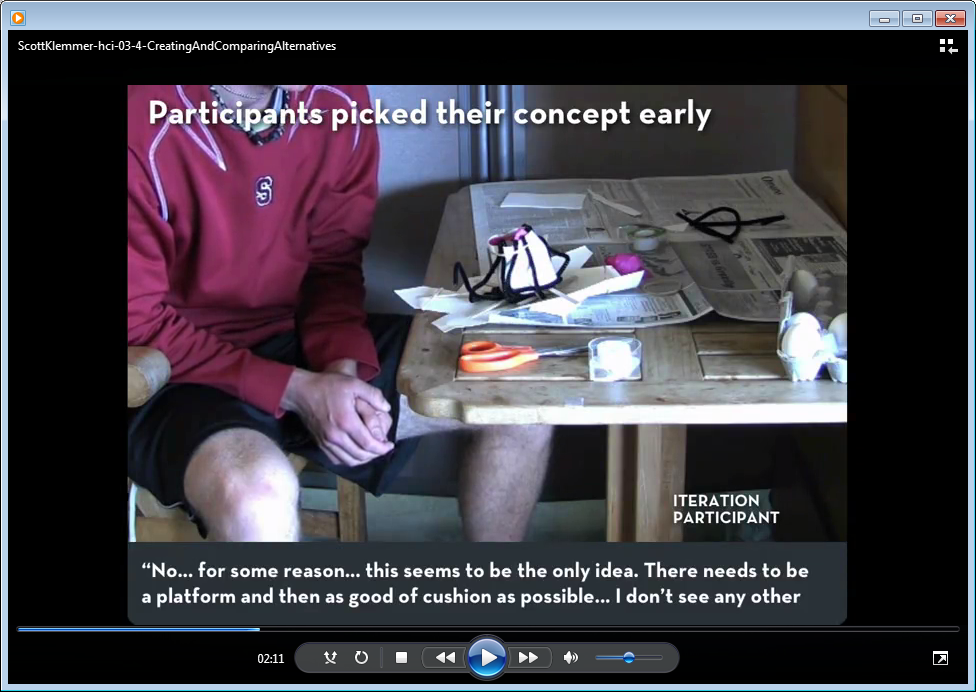 ScottKlemmer-hci-03-4-CreatingAndComparingAlternatives
Participants picked their concept early
S
ITERATION
PARTICIPANT
“No... for some reason... this seems to be the only idea. There needs to be
a platform and then as good of cushion as possible... I don’t see any other
02:11